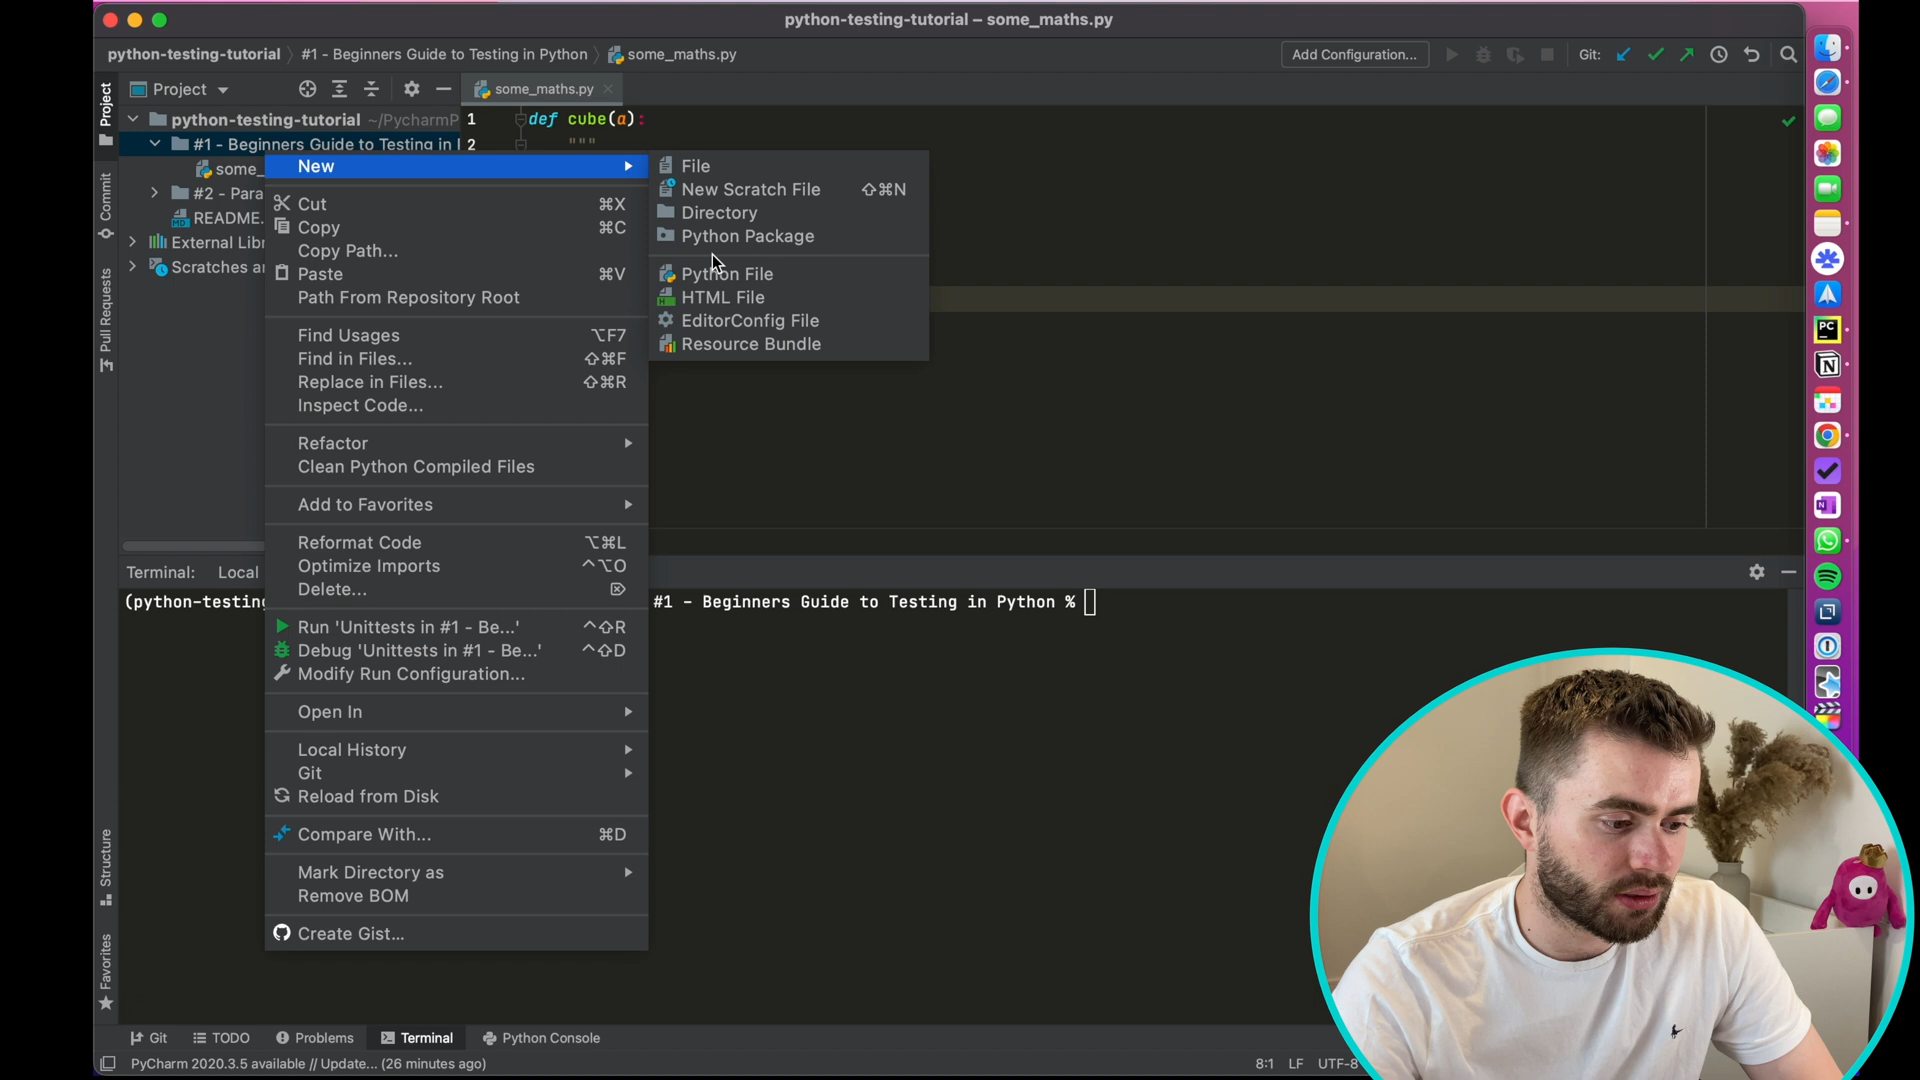 python-testing-tutorial – some_maths.py
python-testing-tutorial #1 - Beginners Guide to Testing in Python some_maths.py
Add Configuration... Git:
Project some_maths.py
python-testing-tutorial ~/PycharmP
#1 - Beginners Guide to Testing in
some_
#2 - Para
README.
External Lib
Scratches
1 def cube(a):
2 """
New
Cut ⌘X
Copy ⌘C
Copy Path...
Paste ⌘V
Path From Repository Root
Find Usages ⌥F7
Find in Files... ⇧⌘F
Replace in Files... ⇧⌘R
Inspect Code...
Refactor
Clean Python Compiled Files
Add to Favorites
Reformat Code ⌥⌘L
Optimize Imports ^⌥O
Delete... ⌦
Run 'Unittests in #1 - Be...' ^⇧R
Debug 'Unittests in #1 - Be...' ^⇧D
Modify Run Configuration...
Open In
Local History
Git
Reload from Disk
Compare With... ⌘D
Mark Directory as
Remove BOM
Create Gist...
File
New Scratch File ⇧⌘N
Directory
Python Package
Python File
HTML File
EditorConfig File
Resource Bundle
Project
Commit
Pull Requests
Structure
Favorites
Terminal: Local
(python-testing #1 - Beginners Guide to Testing in Python %
Git TODO Problems Terminal Python Console
PyCharm 2020.3.5 available // Update... (26 minutes ago)
8:1 LF UTF-8
PC